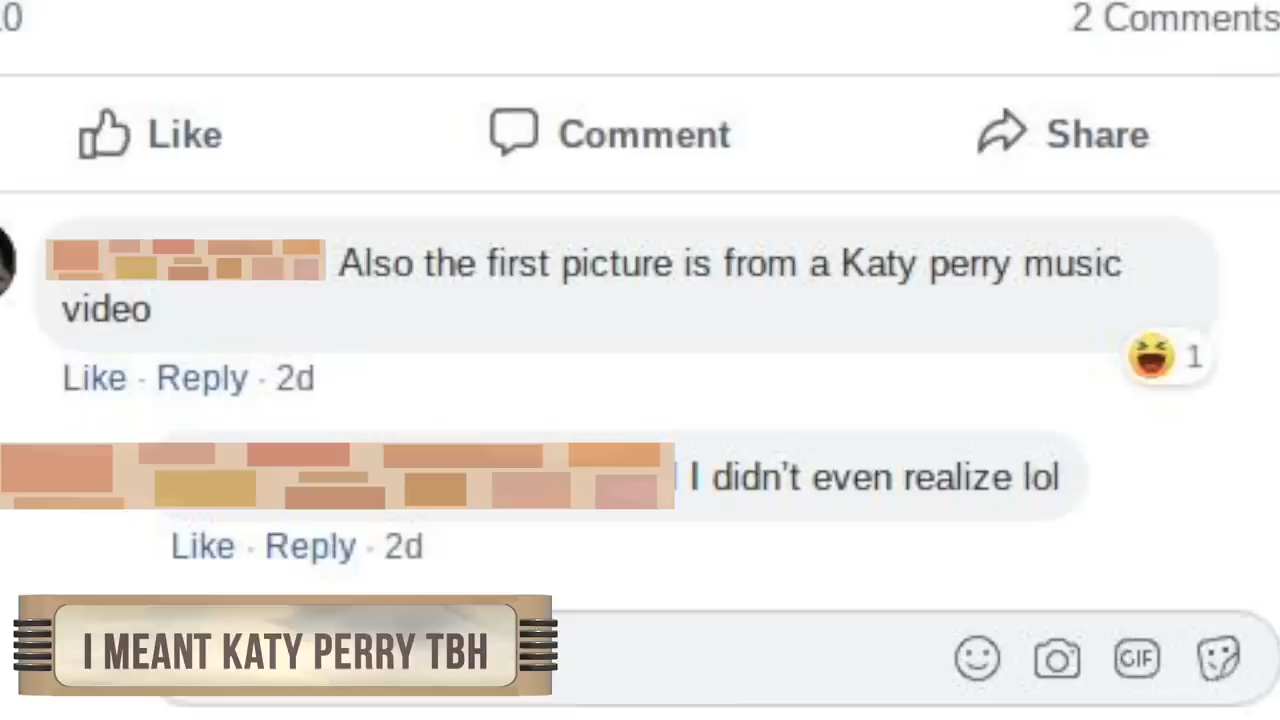 2 Comments
Like Comment Share
Also the first picture is from a Katy perry music
video
1
Like · Reply · 2d
I didn't even realize lol
Like · Reply · 2d
I MEANT KATY PERRY TBH
GIF